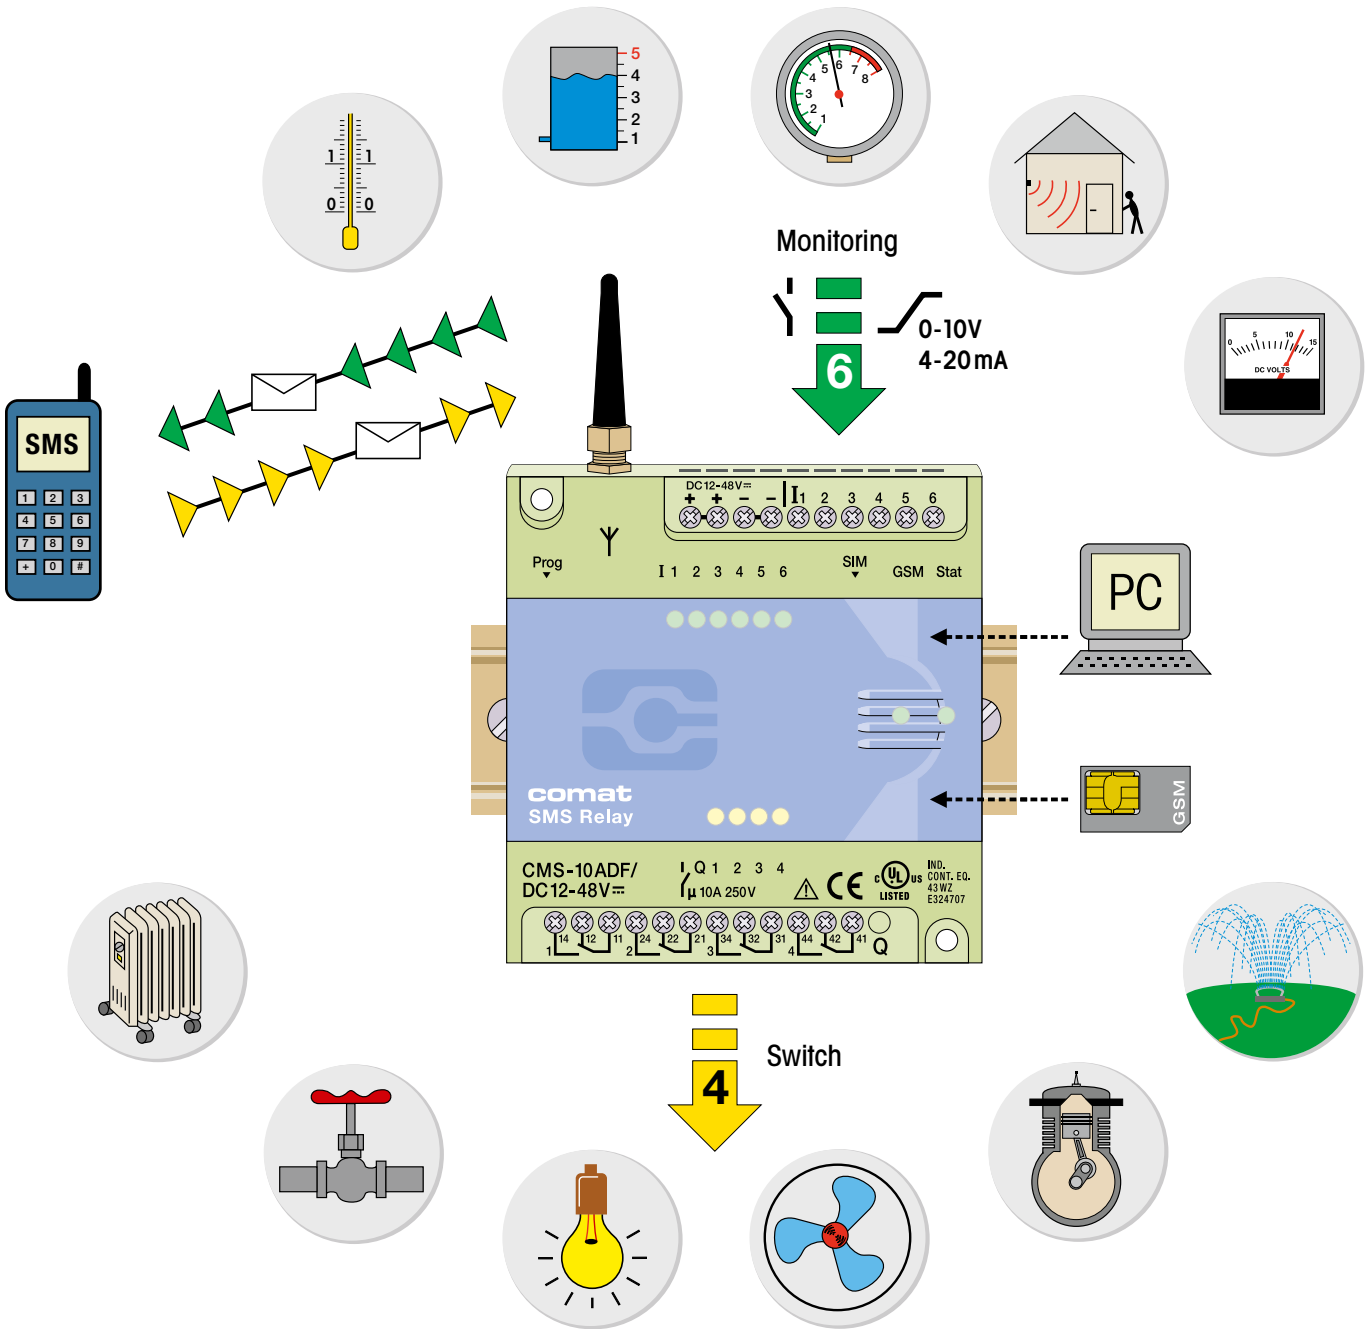 5
4
3
2
1
1 2 3 4 5 6 7 8
1 1
0 0
Monitoring
0-10V
4-20mA
6
0 5 10 15
DC VOLTS
SMS
1 2 3
4 5 6
7 8 9
+ 0 #
DC12-48V
+ + - - I1 2 3 4 5 6
Prog
I 1 2 3 4 5 6
SIM
GSM Stat
PC
GSM
comat
SMS Relay
CMS-10ADF/
DC12-48V
Q 1 2 3 4
µ 10A 250V
CE
c UL us
LISTED
IND.
CONT. EQ.
43WZ
E324707
1 14 12 11 2 24 22 21 3 34 32 31 4 44 42 41 Q
Switch
4